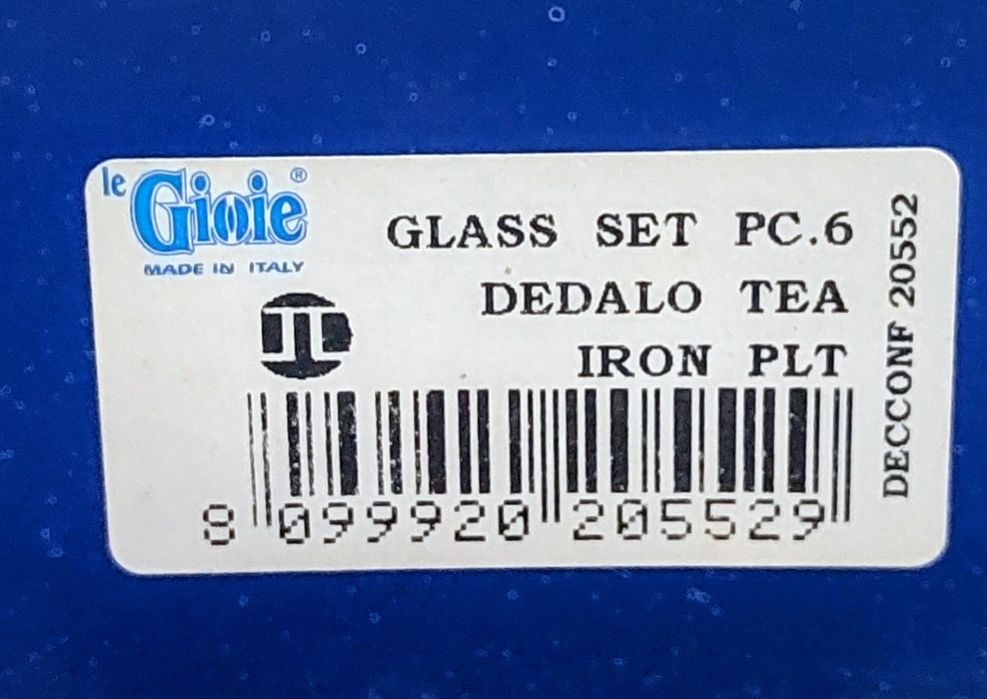 le Gioie®
MADE IN ITALY
GLASS SET PC.6
DEDALO TEA
IRON PLT
8 099920 205529
DECCONF 20552